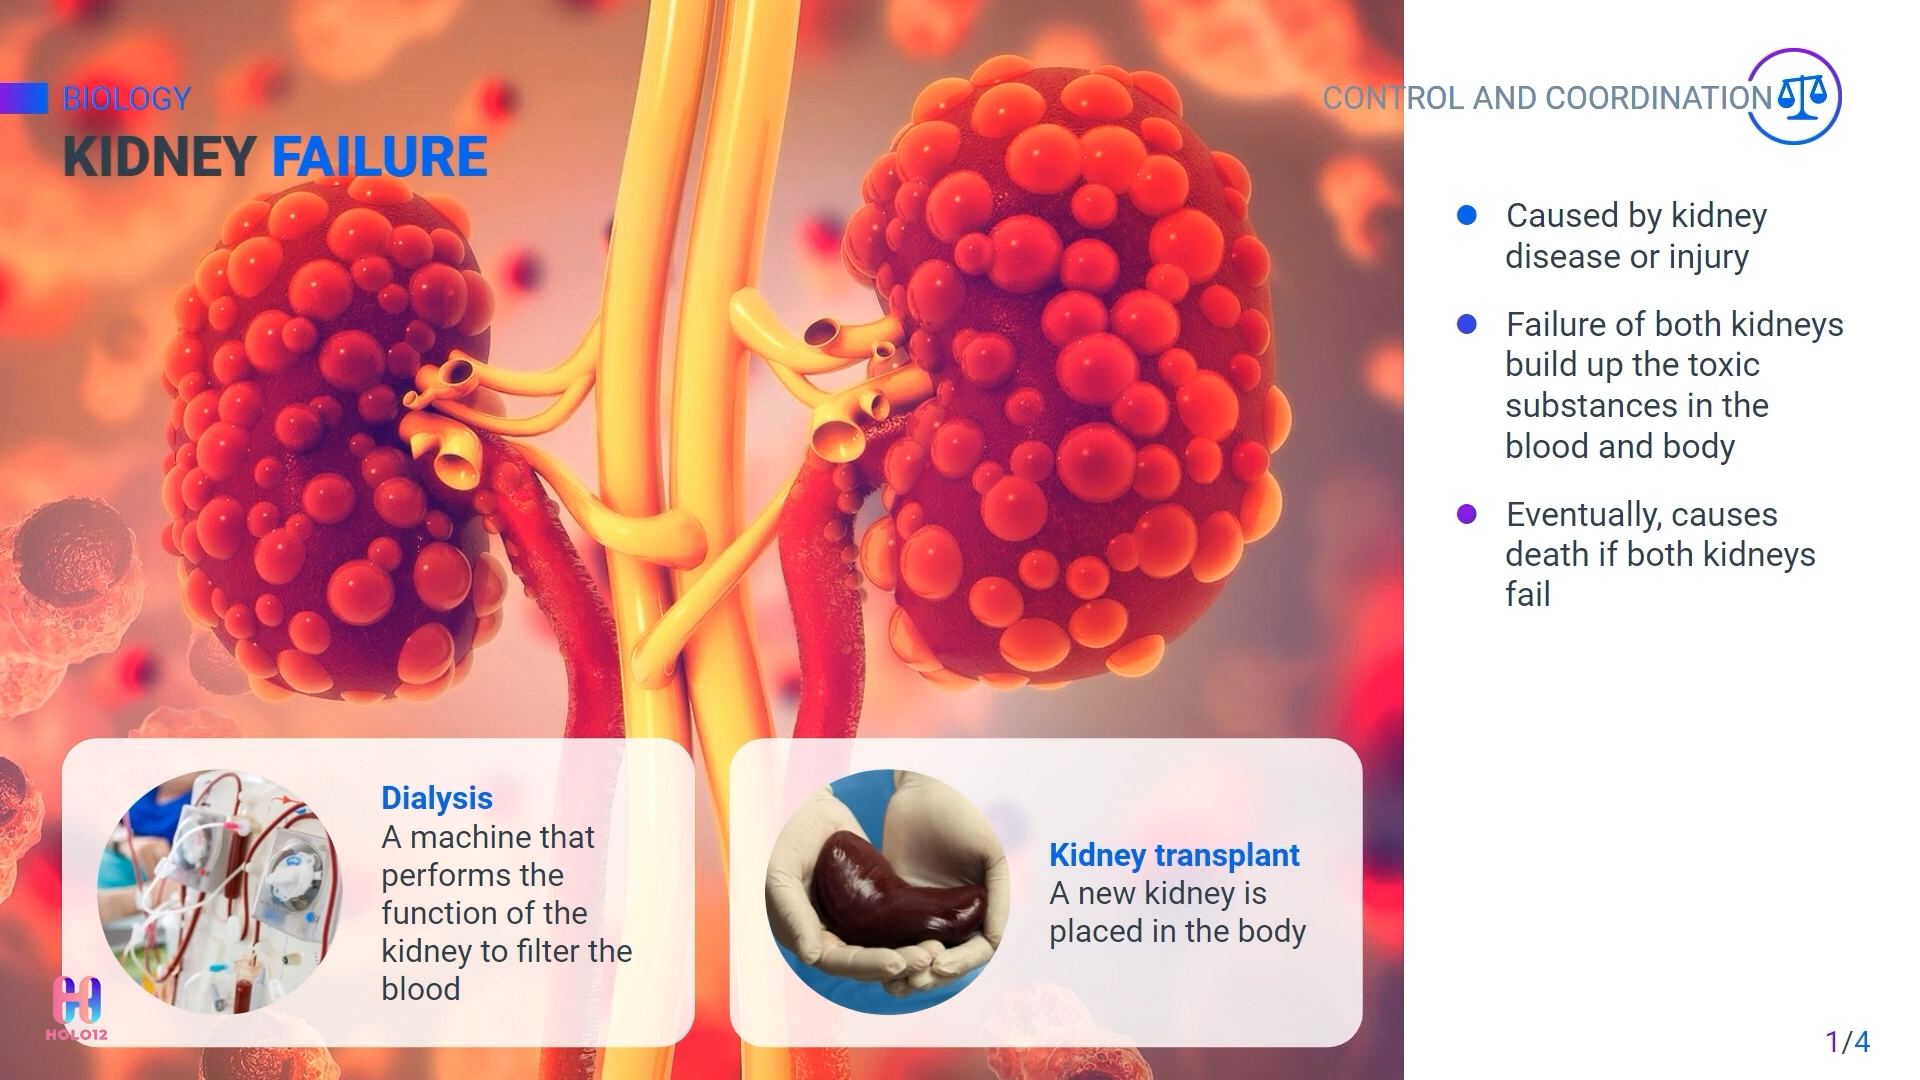 BIOLOGY
KIDNEY FAILURE
CONTROL AND COORDINATION
Caused by kidney
disease or injury
Failure of both kidneys
build up the toxic
substances in the
blood and body
Eventually, causes
death if both kidneys
fail
Dialysis
A machine that
performs the
function of the
kidney to filter the
blood
Kidney transplant
A new kidney is
placed in the body
HOLO12
1/4